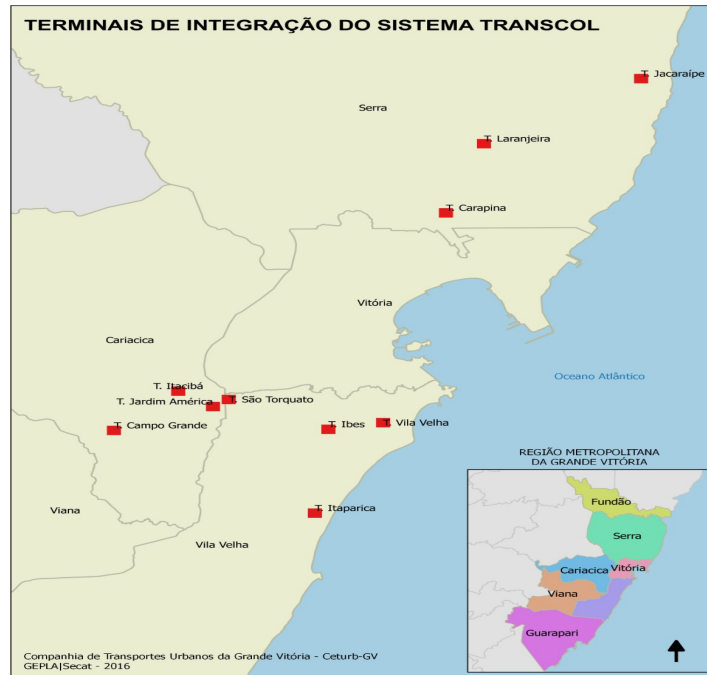 TERMINAIS DE INTEGRAÇÃO DO SISTEMA TRANSCOL
T. Jacaraípe
Serra
T. Laranjeira
T. Carapina
Vitória
Cariacica
Oceano Atlântico
T. Itacibá
T. Jardim América
T. São Torquato
T. Campo Grande
T. Ibes
T. Vila Velha
REGIÃO METROPOLITANA
DA GRANDE VITÓRIA
Fundão
Viana
T. Itaparica
Serra
Vila Velha
Cariacica
Vitória
Viana
Guarapari
Companhia de Transportes Urbanos da Grande Vitória - Ceturb-GV
GEPLA|Secat - 2016